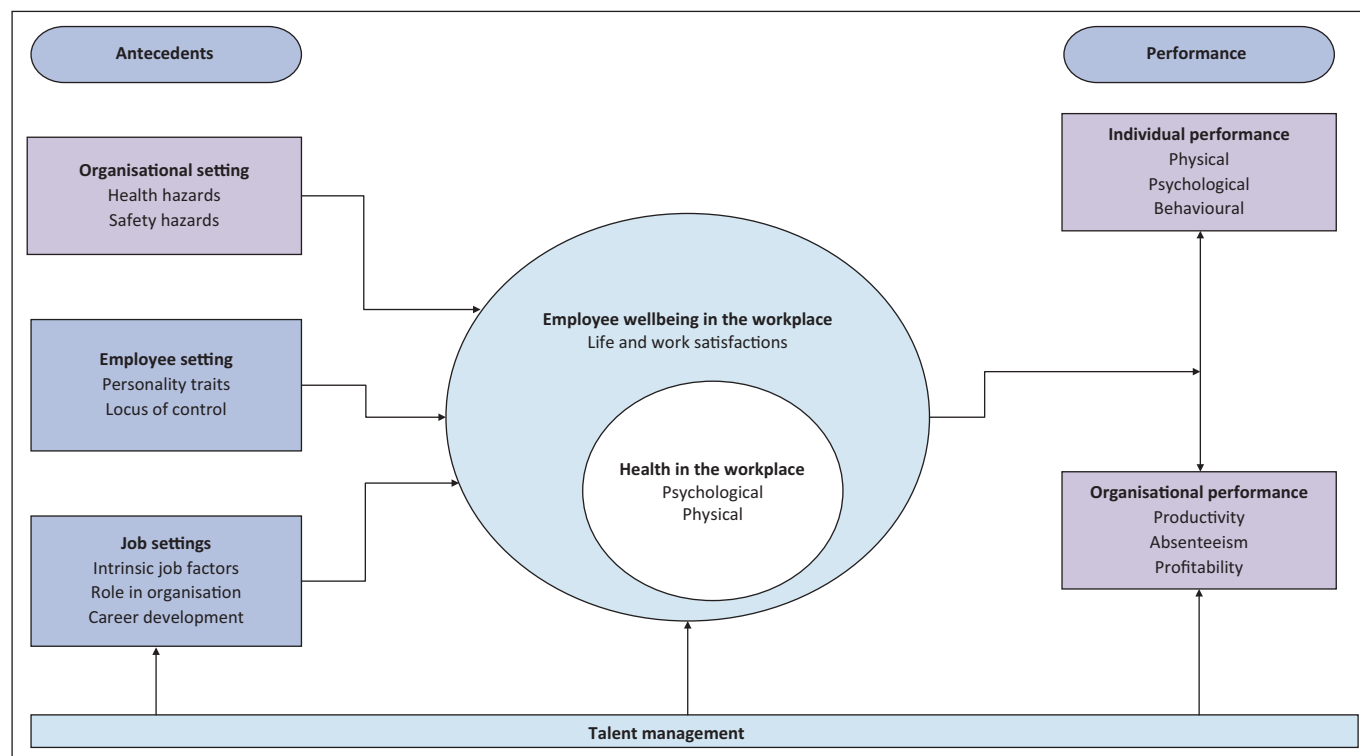 Antecedents
Performance
Organisational setting
Health hazards
Safety hazards
Employee setting
Personality traits
Locus of control
Job settings
Intrinsic job factors
Role in organisation
Career development
Employee wellbeing in the workplace
Life and work satisfactions
Health in the workplace
Psychological
Physical
Individual performance
Physical
Psychological
Behavioural
Organisational performance
Productivity
Absenteeism
Profitability
Talent management